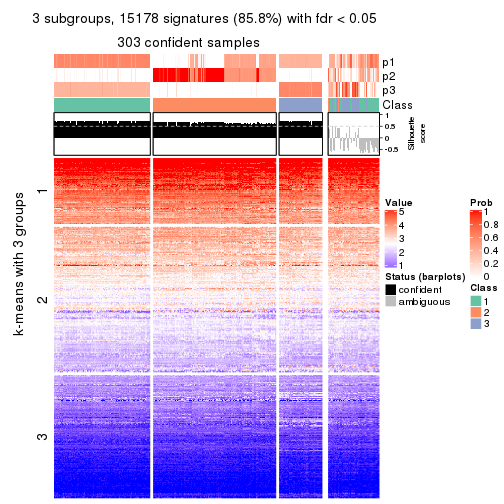 3 subgroups, 15178 signatures (85.8%) with fdr < 0.05
303 confident samples
p1
p2
p3
Class
1
0.5
0
-0.5
Silhouette
score
k-means with 3 groups
1
2
3
Value
5
4
3
2
1
Status (barplots)
confident
ambiguous
Prob
1
0.8
0.6
0.4
0.2
0
Class
1
2
3